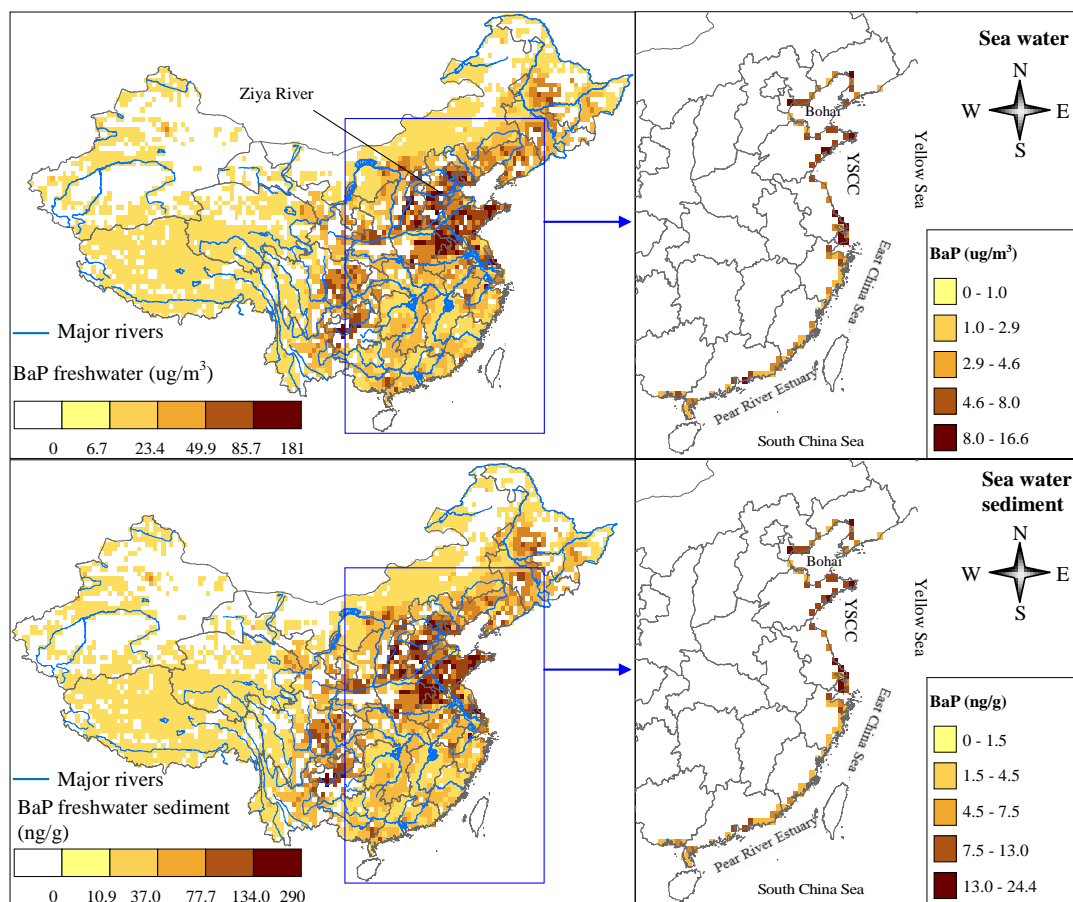 Ziya River
Major rivers
BaP freshwater (ug/m³)
0 6.7 23.4 49.9 85.7 181
Sea water
N
W E
S
Bohai
YSCC
Yellow Sea
East China Sea
Pear River Estuary
South China Sea
BaP (ug/m³)
0 - 1.0
1.0 - 2.9
2.9 - 4.6
4.6 - 8.0
8.0 - 16.6
Major rivers
BaP freshwater sediment
(ng/g)
0 10.9 37.0 77.7 134.0 290
Sea water
sediment
N
W E
S
Bohai
YSCC
Yellow Sea
East China Sea
Pear River Estuary
South China Sea
BaP (ng/g)
0 - 1.5
1.5 - 4.5
4.5 - 7.5
7.5 - 13.0
13.0 - 24.4